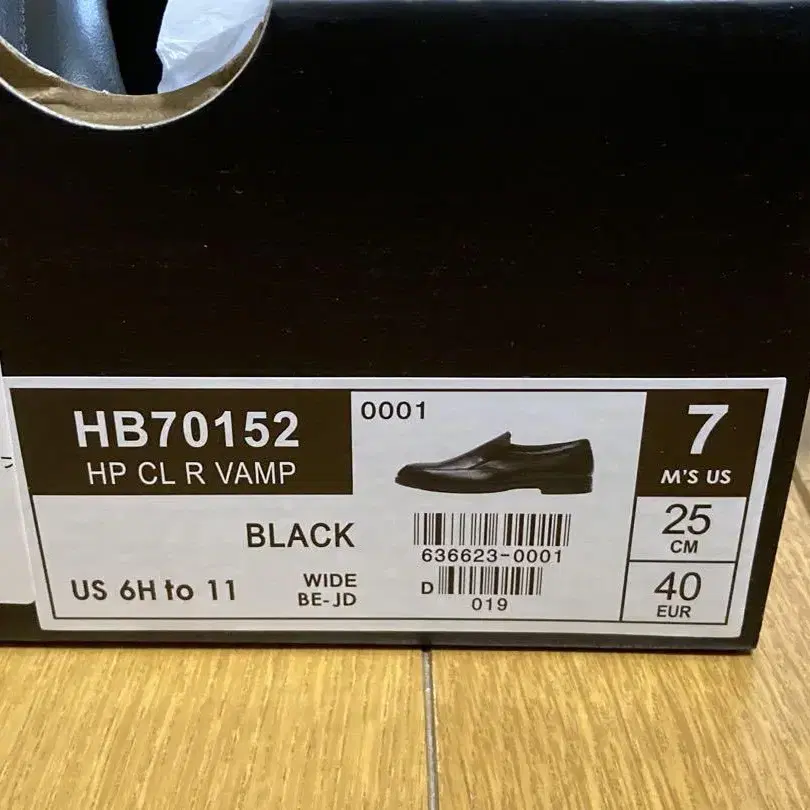 HB70152
HP CL R VAMP
0001
7
M'S US
BLACK
636623-0001
25
CM
US 6H to 11
WIDE
BE-JD
D
019
40
EUR